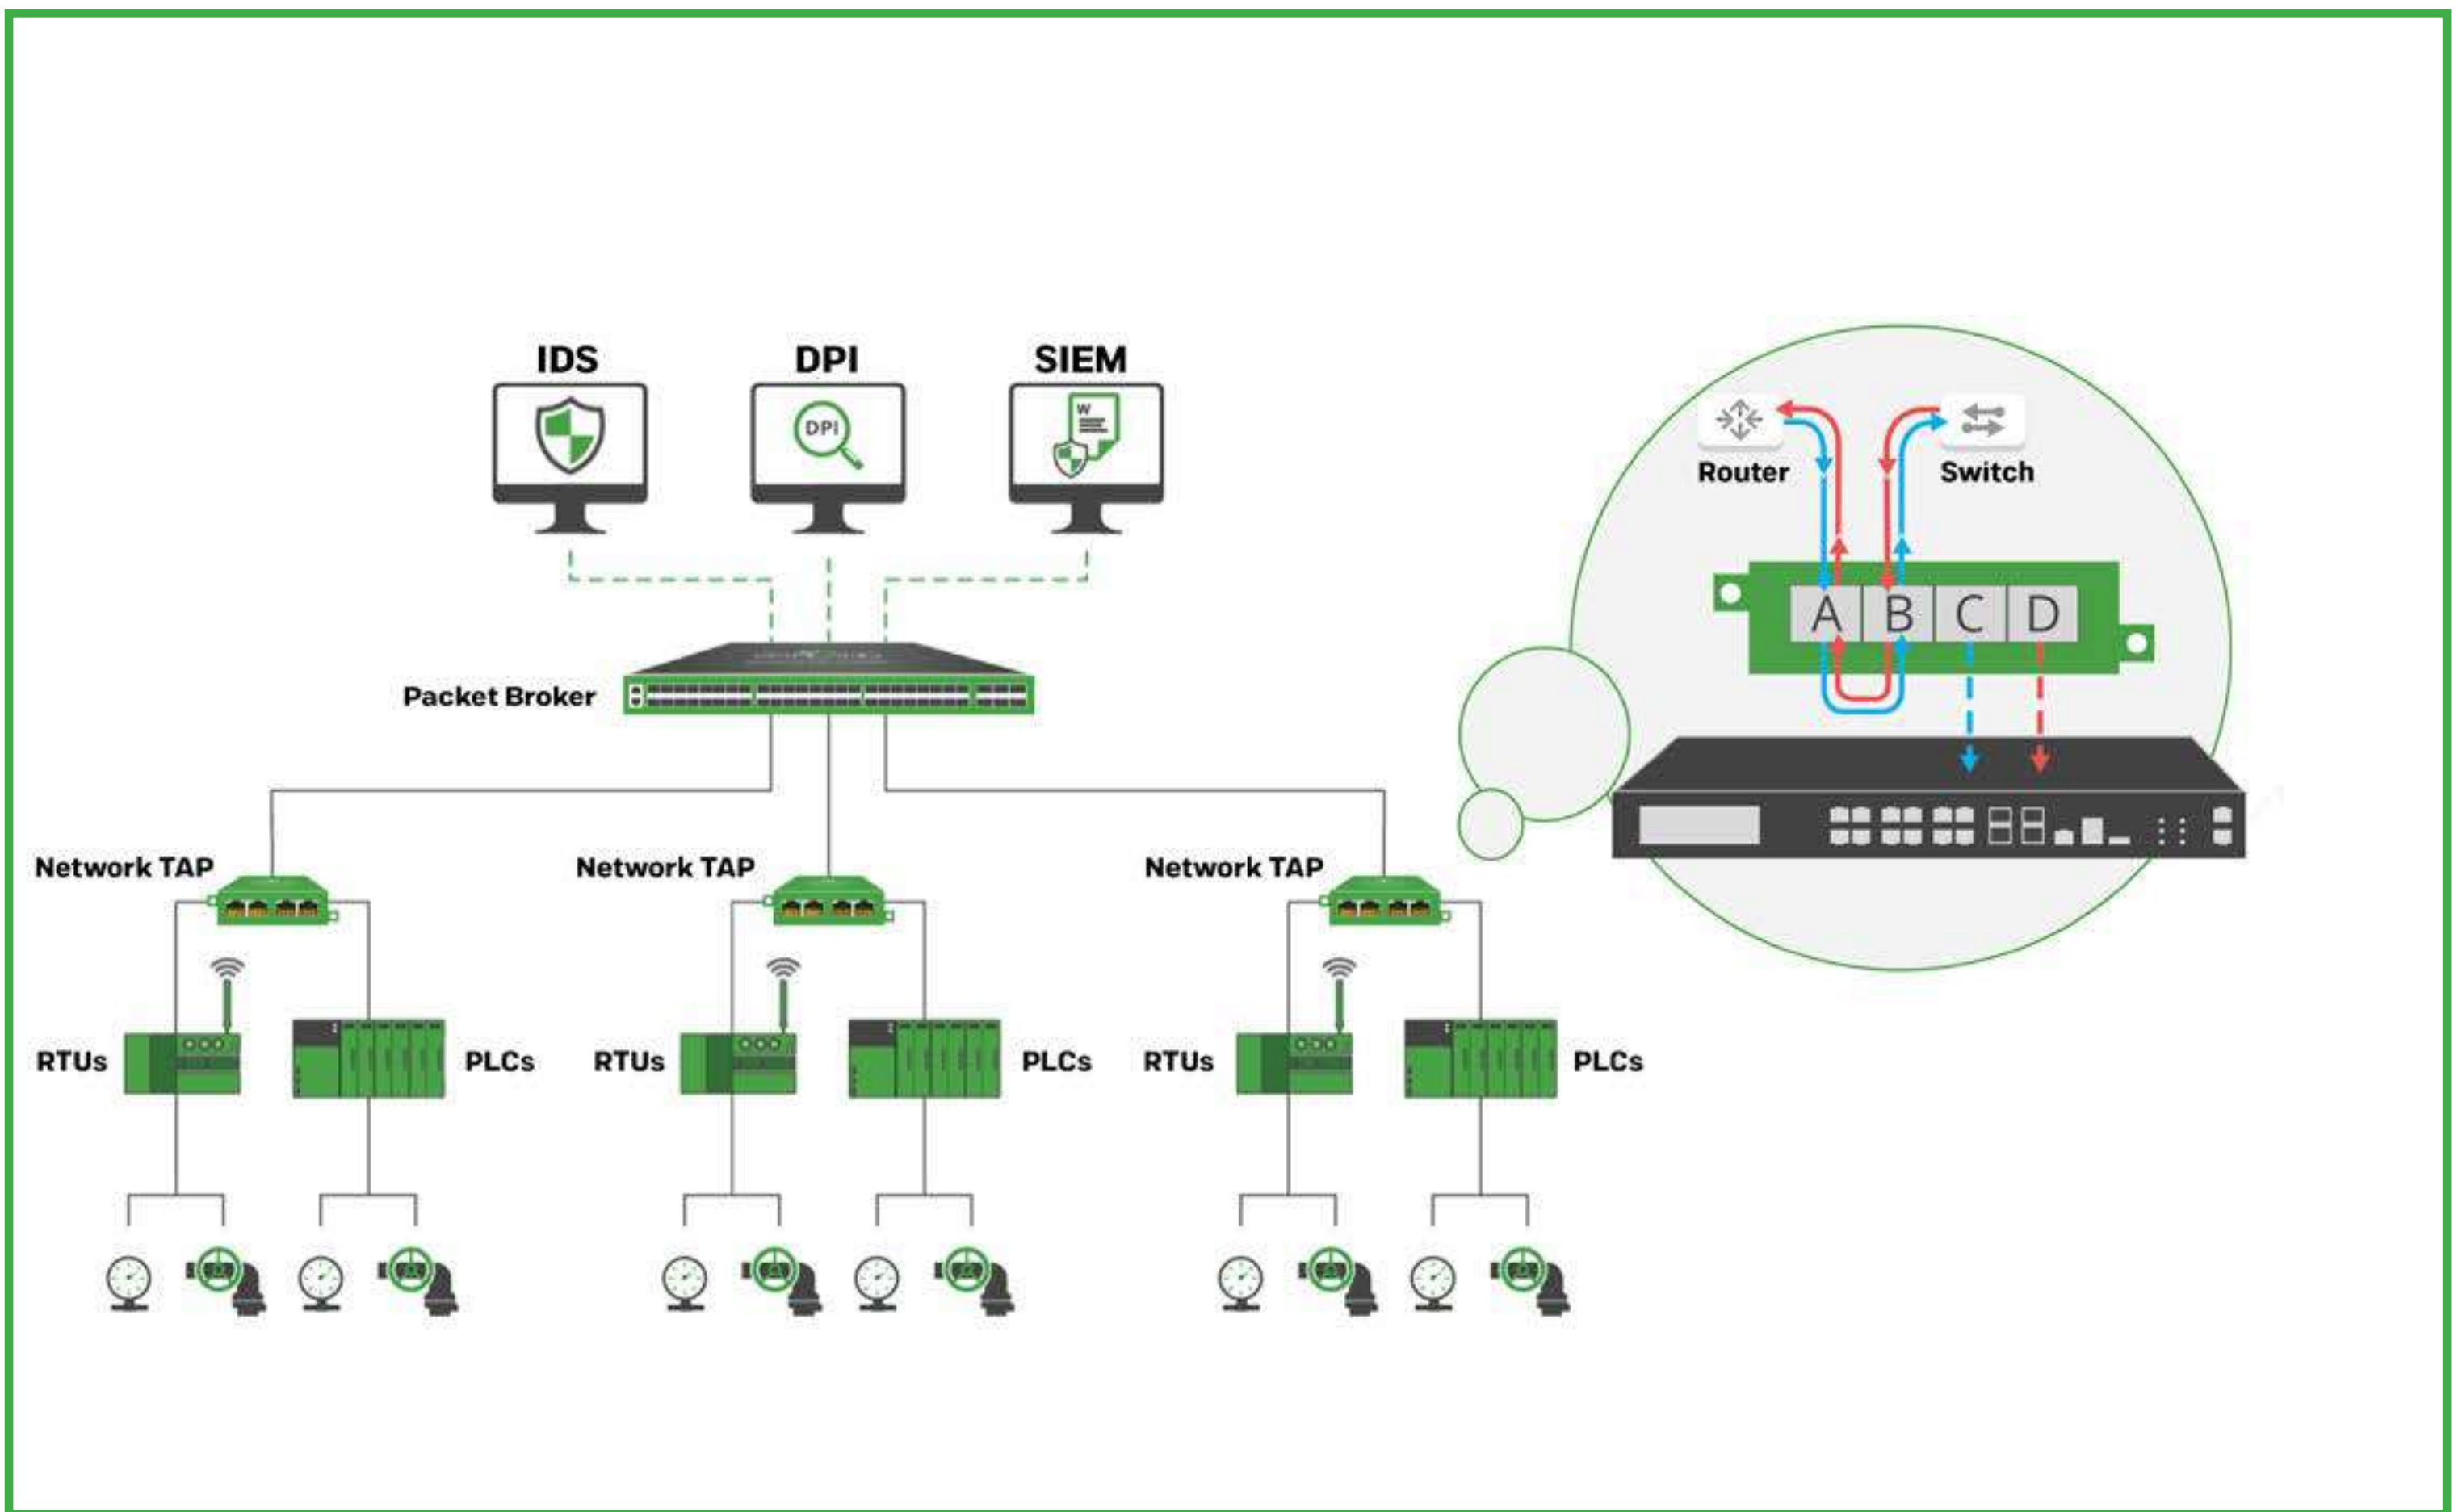 IDS
DPI
SIEM
DPI
W
Router
Switch
A B C D
Packet Broker
Network TAP
Network TAP
Network TAP
RTUs
PLCs
RTUs
PLCs
RTUs
PLCs